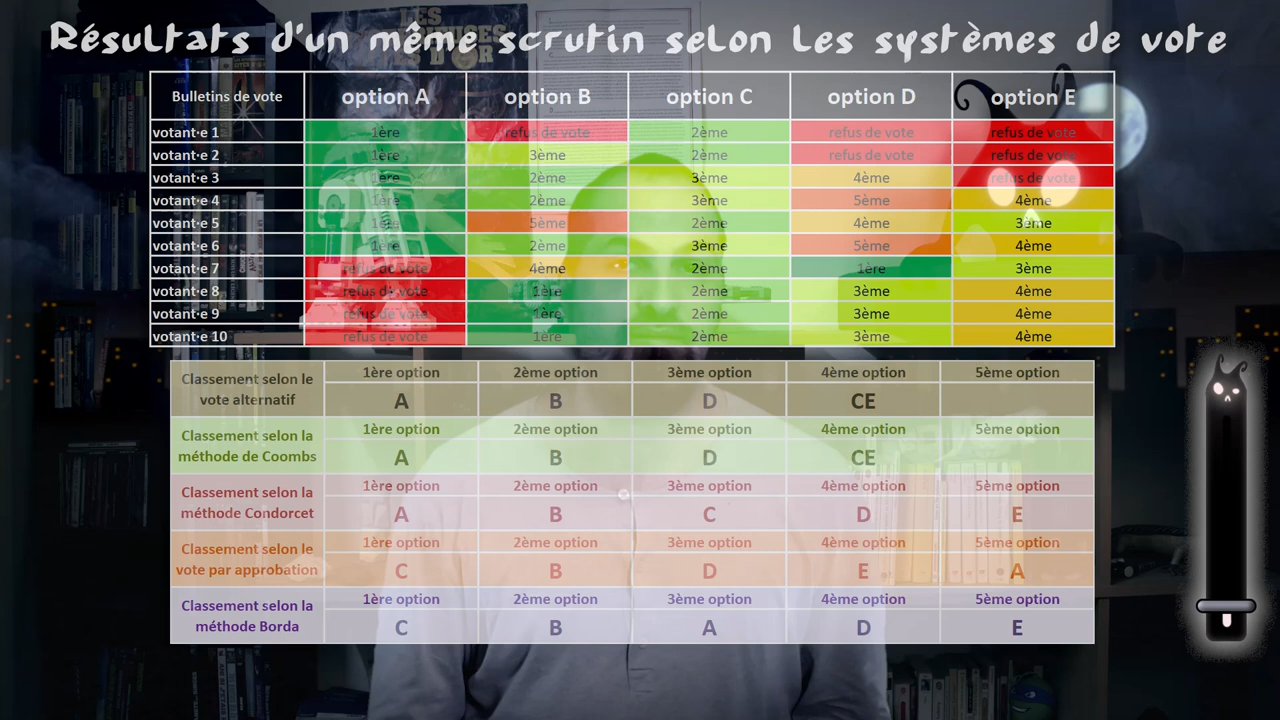 Résultats d'un même scrutin selon les systèmes de vote
Bulletins de vote option A option B option C option D option E
votant·e 1 1ère refus de vote 2ème refus de vote refus de vote
votant·e 2 1ère 3ème 2ème refus de vote refus de vote
votant·e 3 1ère 2ème 3ème 4ème refus de vote
votant·e 4 1ère 2ème 3ème 5ème 4ème
votant·e 5 1ère 5ème 2ème 4ème 3ème
votant·e 6 1ère 2ème 3ème 5ème 4ème
votant·e 7 refus de vote 4ème 2ème 1ère 3ème
votant·e 8 refus de vote 1ère 2ème 3ème 4ème
votant·e 9 refus de vote 1ère 2ème 3ème 4ème
votant·e 10 refus de vote 1ère 2ème 3ème 4ème
Classement selon le vote alternatif 1ère option 2ème option 3ème option 4ème option 5ème option
A B D CE
Classement selon la méthode de Coombs 1ère option 2ème option 3ème option 4ème option 5ème option
A B D CE
Classement selon la méthode Condorcet 1ère option 2ème option 3ème option 4ème option 5ème option
A B C D E
Classement selon le vote par approbation 1ère option 2ème option 3ème option 4ème option 5ème option
C B D E A
Classement selon la méthode Borda 1ère option 2ème option 3ème option 4ème option 5ème option
C B A D E